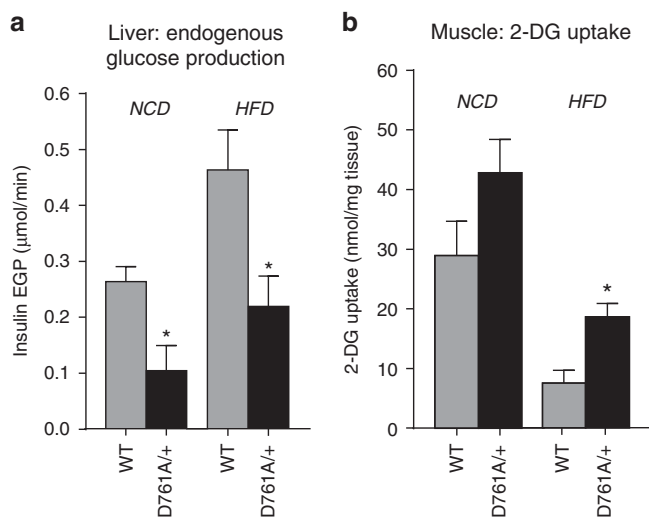 a
Liver: endogenous
glucose production
Insulin EGP (μmol/min)
0.6
0.5
0.4
0.3
0.2
0.1
0.0
NCD
HFD
*
*
WT
D761A/+
WT
D761A/+
b
Muscle: 2-DG uptake
2-DG uptake (nmol/mg tissue)
60
50
40
30
20
10
0
NCD
HFD
*
WT
D761A/+
WT
D761A/+